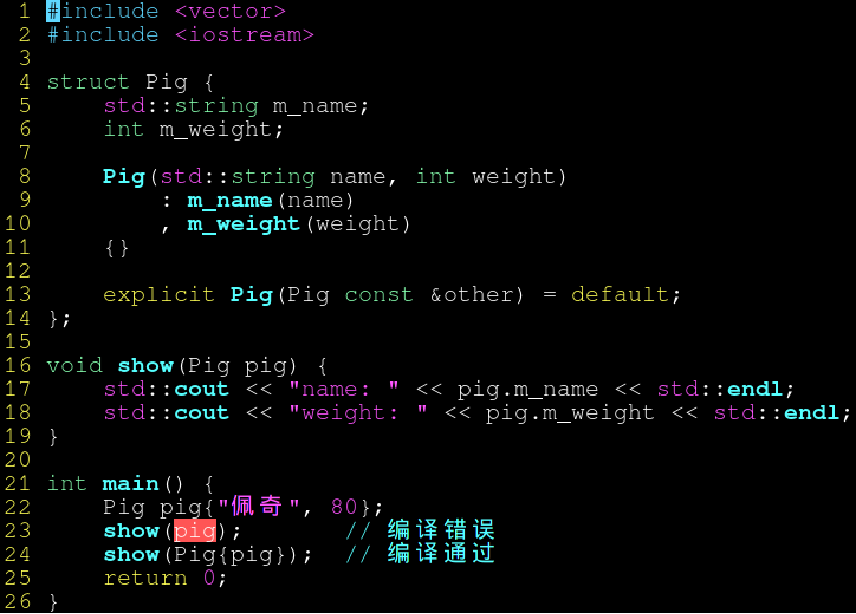 1 #include <vector>
2 #include <iostream>
3
4 struct Pig {
5     std::string m_name;
6     int m_weight;
7
8     Pig(std::string name, int weight)
9         : m_name(name)
10         , m_weight(weight)
11     {}
12
13     explicit Pig(Pig const &other) = default;
14 };
15
16 void show(Pig pig) {
17     std::cout << "name: " << pig.m_name << std::endl;
18     std::cout << "weight: " << pig.m_weight << std::endl;
19 }
20
21 int main() {
22     Pig pig{"佩奇", 80};
23     show(pig);       // 编译错误
24     show(Pig{pig});  // 编译通过
25     return 0;
26 }